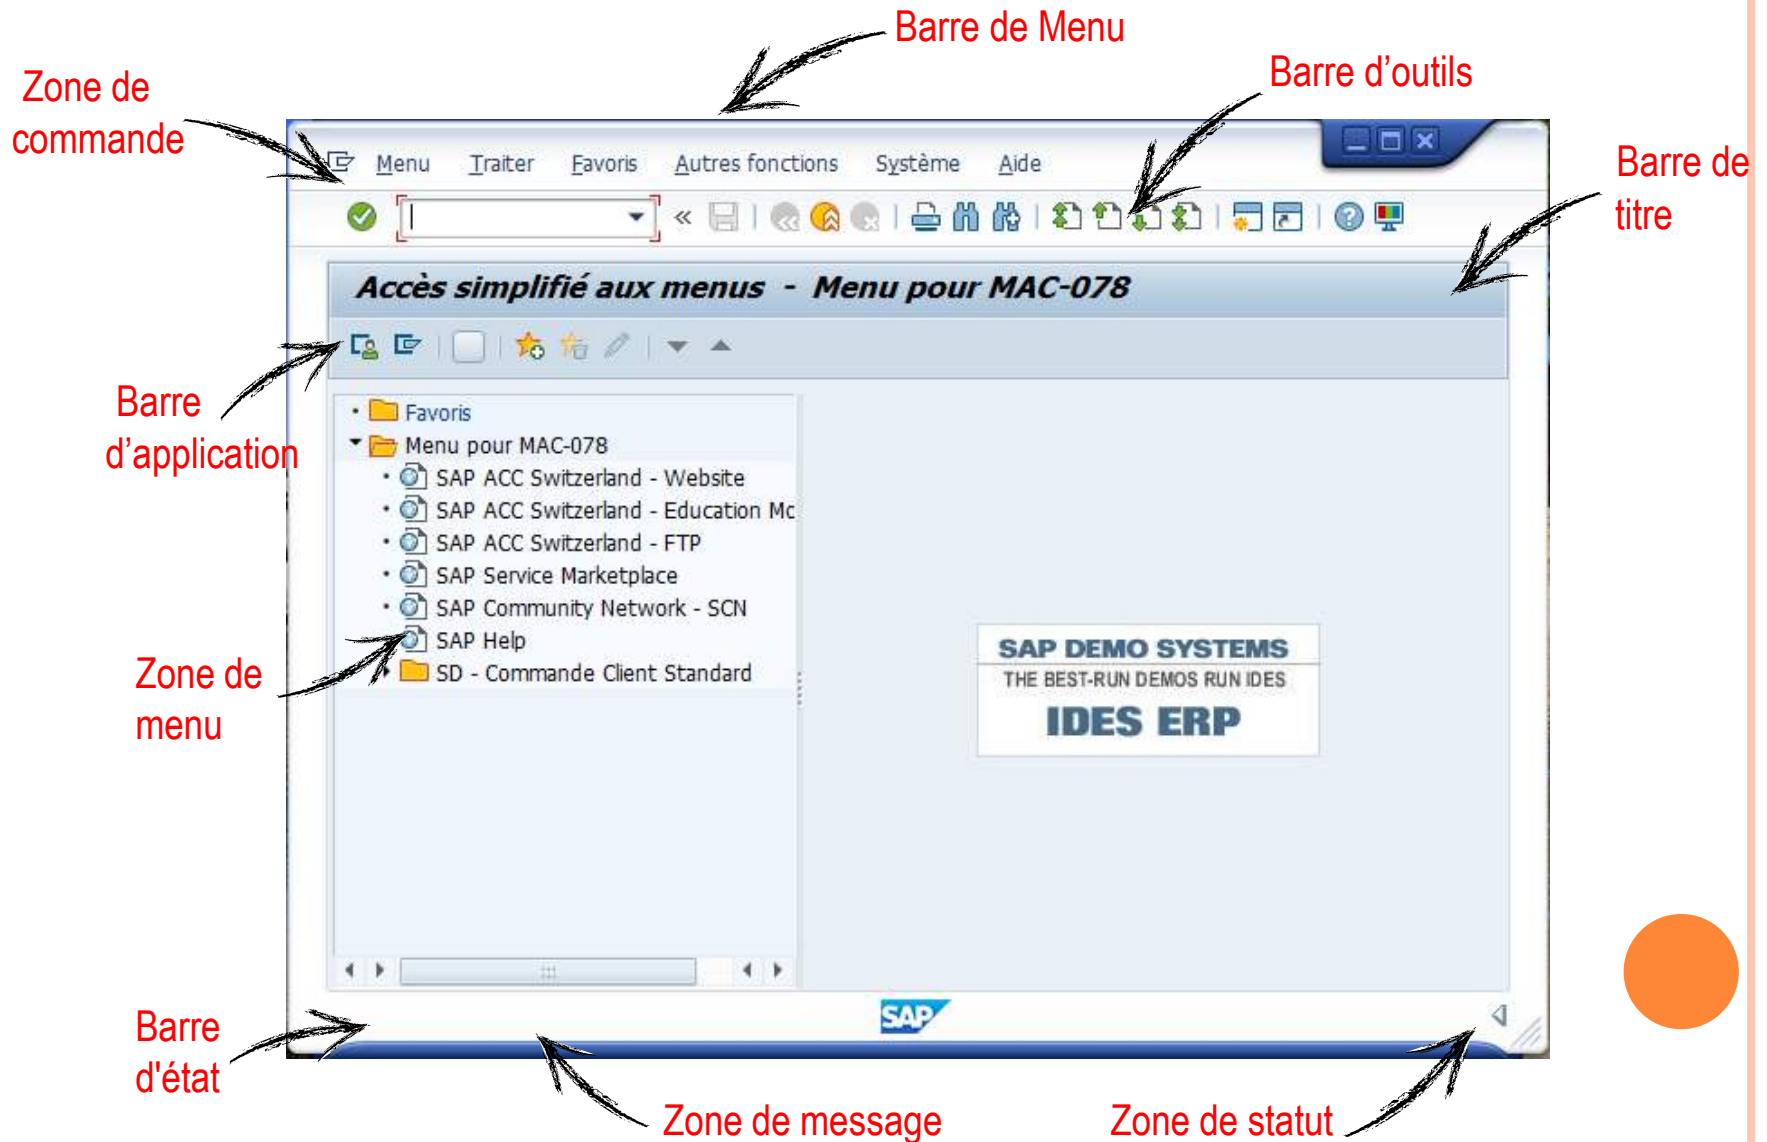 Barre de Menu
Zone de
commande
Barre d’outils
Barre de
titre
Menu Traiter Favoris Autres fonctions Système Aide
Accès simplifié aux menus - Menu pour MAC-078
Barre
d’application
Favoris
Menu pour MAC-078
SAP ACC Switzerland - Website
SAP ACC Switzerland - Education Mc
SAP ACC Switzerland - FTP
SAP Service Marketplace
SAP Community Network - SCN
SAP Help
SD - Commande Client Standard
Zone de
menu
SAP DEMO SYSTEMS
THE BEST-RUN DEMOS RUN IDES
IDES ERP
SAP
Barre
d'état
Zone de message
Zone de statut